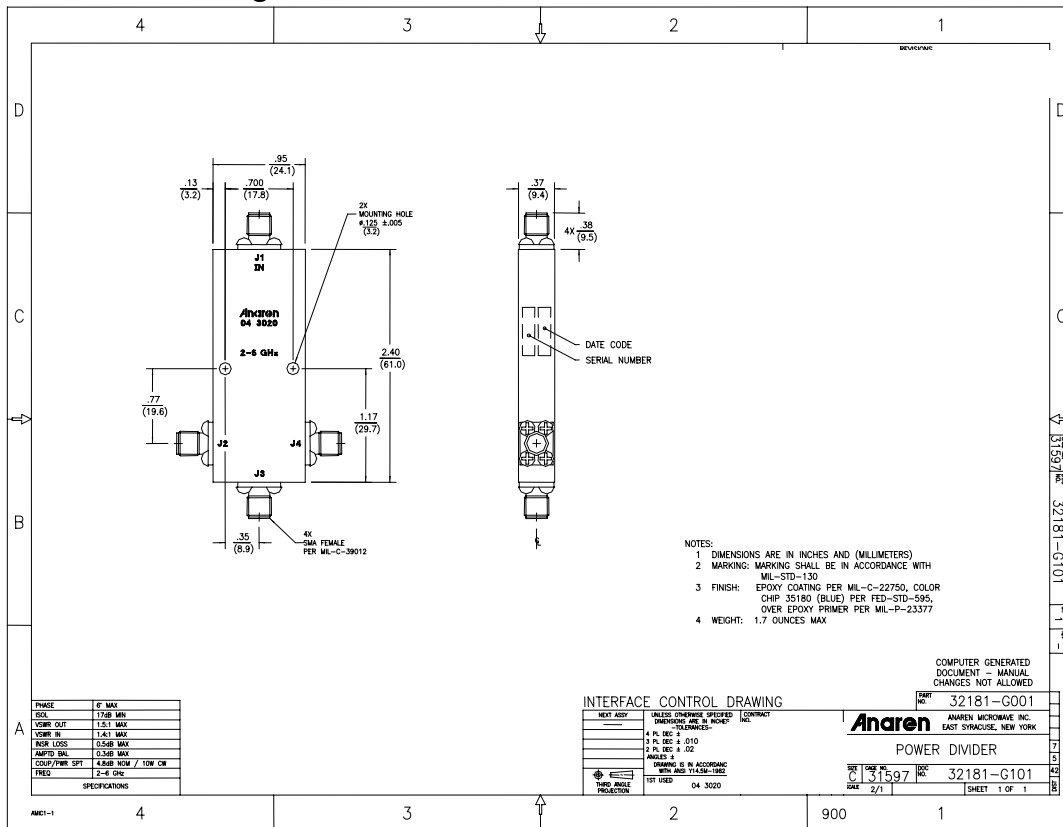 4 3 2 1
REVISIONS
D
D
.95
(24.1)
.13
(3.2)
.700
(17.8)
2X
MOUNTING HOLE
ø.125 ±.005
(3.2)
.37
(9.4)
4X .38
(9.5)
J1
IN
Anaren
04 3020
2-6 GHz
C
C
DATE CODE
SERIAL NUMBER
2.40
(61.0)
.77
(19.6)
1.17
(29.7)
J2
J4
J3
B
.35
(8.9)
4X
SMA FEMALE
PER MIL-C-39012
31597
32181-G101
NOTES:
1 DIMENSIONS ARE IN INCHES AND (MILLIMETERS)
2 MARKING: MARKING SHALL BE IN ACCORDANCE WITH
MIL-STD-130
3 FINISH: EPOXY COATING PER MIL-C-22750, COLOR
CHIP 35180 (BLUE) PER FED-STD-595,
OVER EPOXY PRIMER PER MIL-P-23377
4 WEIGHT: 1.7 OUNCES MAX
COMPUTER GENERATED
DOCUMENT - MANUAL
CHANGES NOT ALLOWED
A
PHASE 6° MAX
ISOL 17dB MIN
VSWR OUT 1.5:1 MAX
VSWR IN 1.4:1 MAX
INSR LOSS 0.5dB MAX
AMPTD BAL 0.3dB MAX
COUP/PWR SPT 4.8dB NOM / 10W CW
FREQ 2-6 GHz
SPECIFICATIONS
INTERFACE CONTROL DRAWING
NEXT ASSY
UNLESS OTHERWISE SPECIFIED
DIMENSIONS ARE IN INCHES
-TOLERANCES-
4 PL DEC ±
3 PL DEC ± .010
2 PL DEC ± .02
ANGLES ±
DRAWING IS IN ACCORDANC
WITH ANSI Y14.5M-1982
CONTRACT
NO.
THIRD ANGLE
PROJECTION
1ST USED 04 3020
PART
NO. 32181-G001
Anaren
ANAREN MICROWAVE INC.
EAST SYRACUSE, NEW YORK
POWER DIVIDER
SIZE
C
CAGE NO.
31597
DOC
NO. 32181-G101
SCALE 2/1
SHEET 1 OF 1
7
5
42
AMC1-1
3 2 900 1